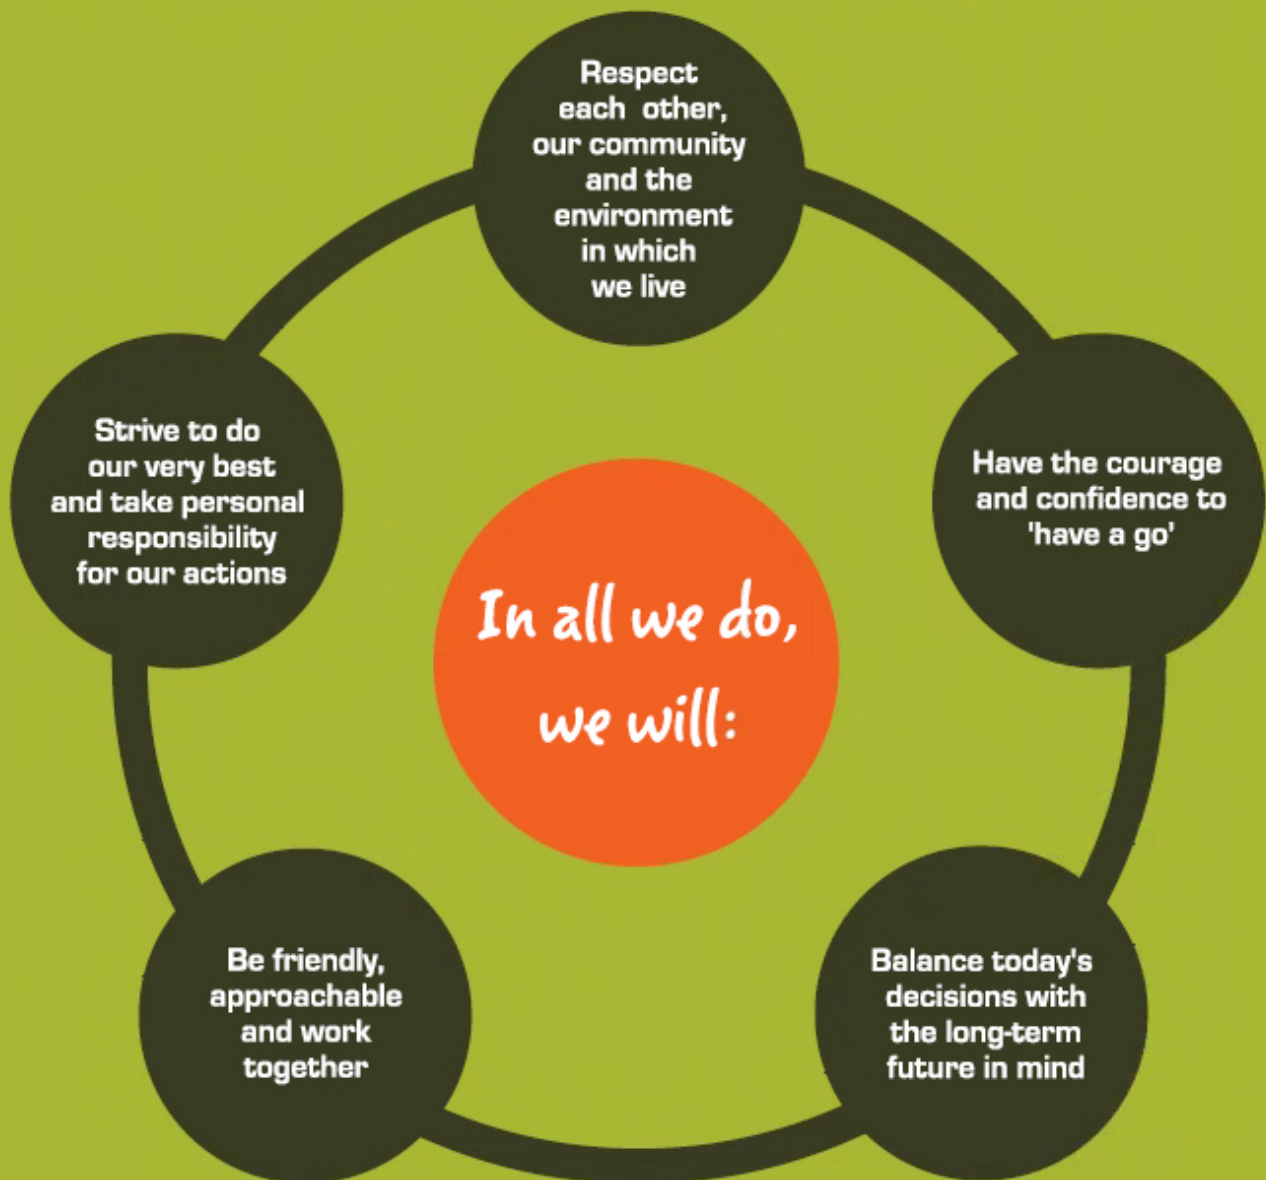 Respect
each other,
our community
and the
environment
in which
we live
Have the courage
and confidence to
'have a go'
Balance today's
decisions with
the long-term
future in mind
Be friendly,
approachable
and work
together
Strive to do
our very best
and take personal
responsibility
for our actions
In all we do,
we will: